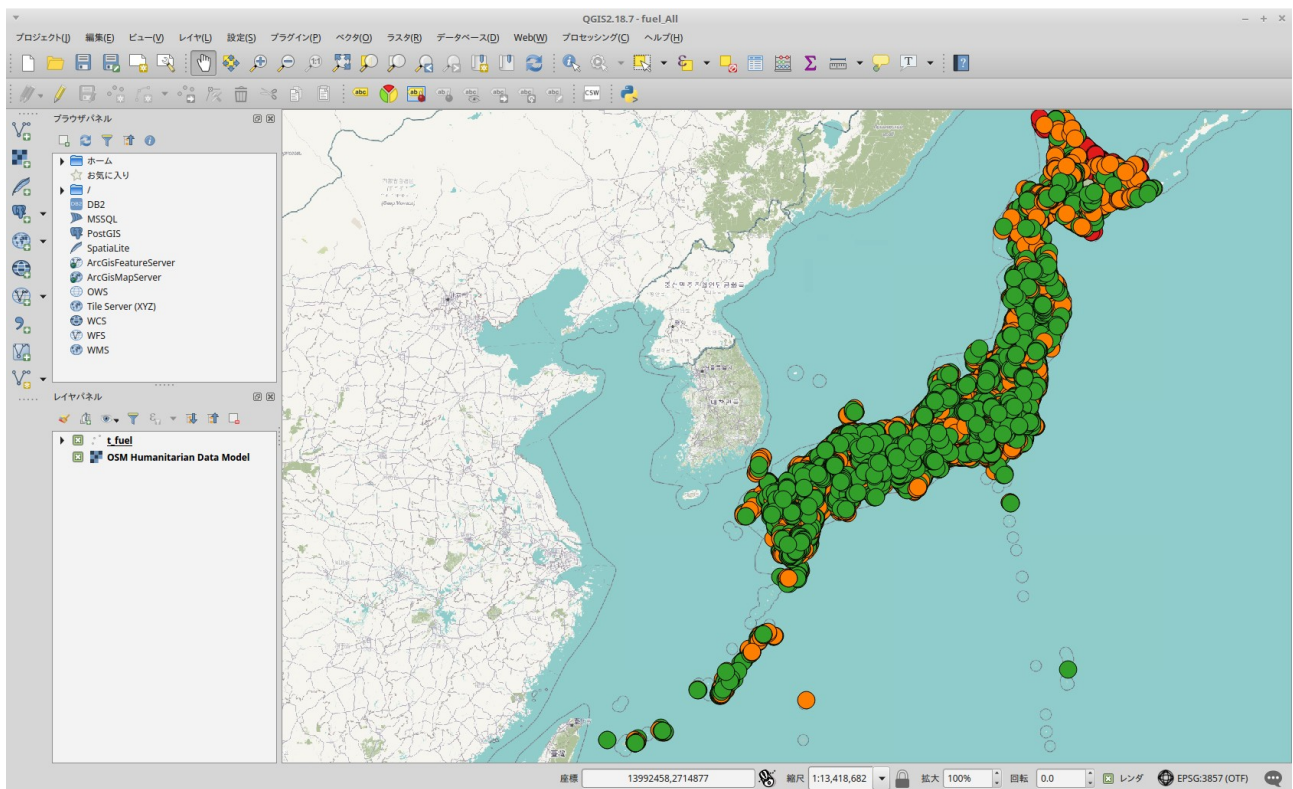 QGIS2.18.7 - fuel_All
プロジェクト(J) 編集(E) ビュー(V) レイヤ(L) 設定(S) プラグイン(P) ベクタ(O) ラスタ(R) データベース(D) Web(W) プロセッシング(C) ヘルプ(H)
ブラウザパネル
ホーム
お気に入り
/
DB2
MSSQL
PostGIS
SpatiaLite
ArcGisFeatureServer
ArcGisMapServer
OWS
Tile Server (XYZ)
WCS
WFS
WMS
レイヤパネル
t_fuel
OSM Humanitarian Data Model
座標 13992458,2714877 縮尺 1:13,418,682 拡大 100% 回転 0.0 レンダ EPSG:3857 (OTF)